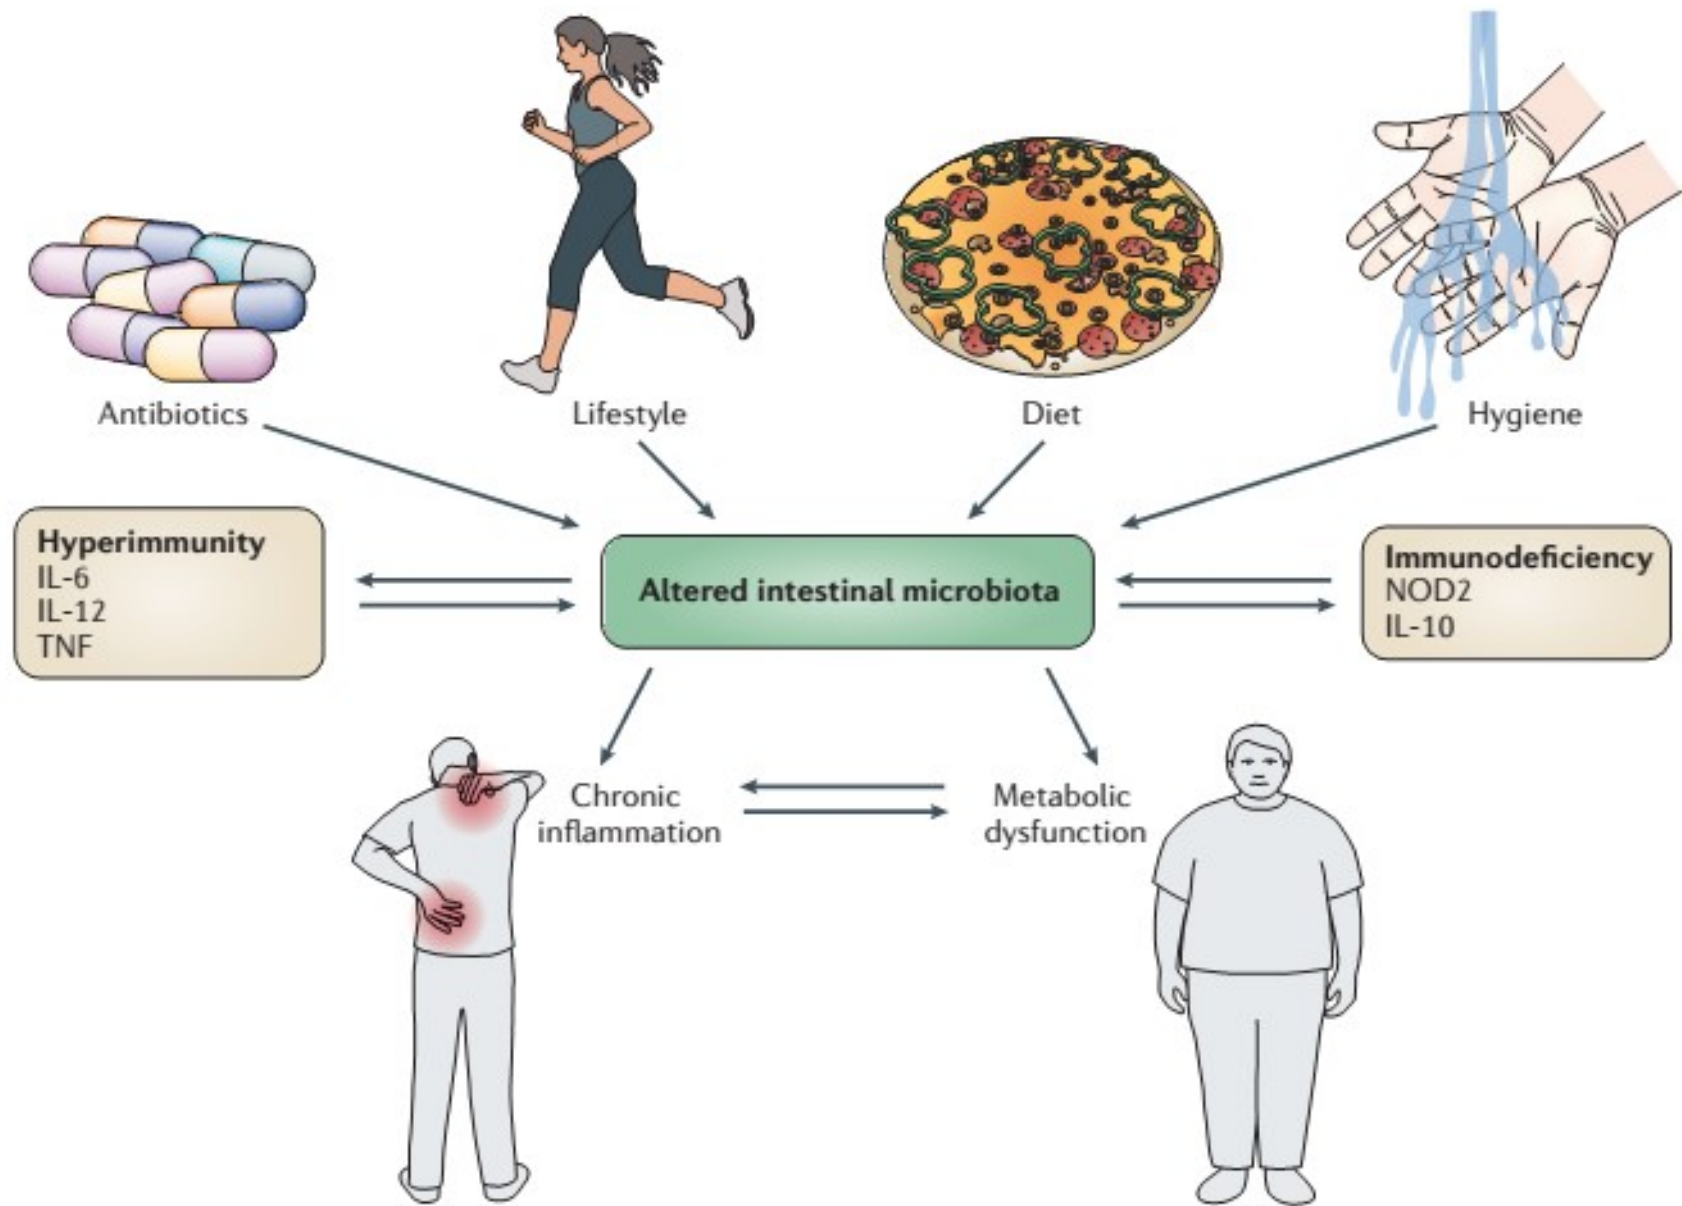 Antibiotics
Lifestyle
Diet
Hygiene
Hyperimmunity
IL-6
IL-12
TNF
Altered intestinal microbiota
Immunodeficiency
NOD2
IL-10
Chronic
inflammation
Metabolic
dysfunction